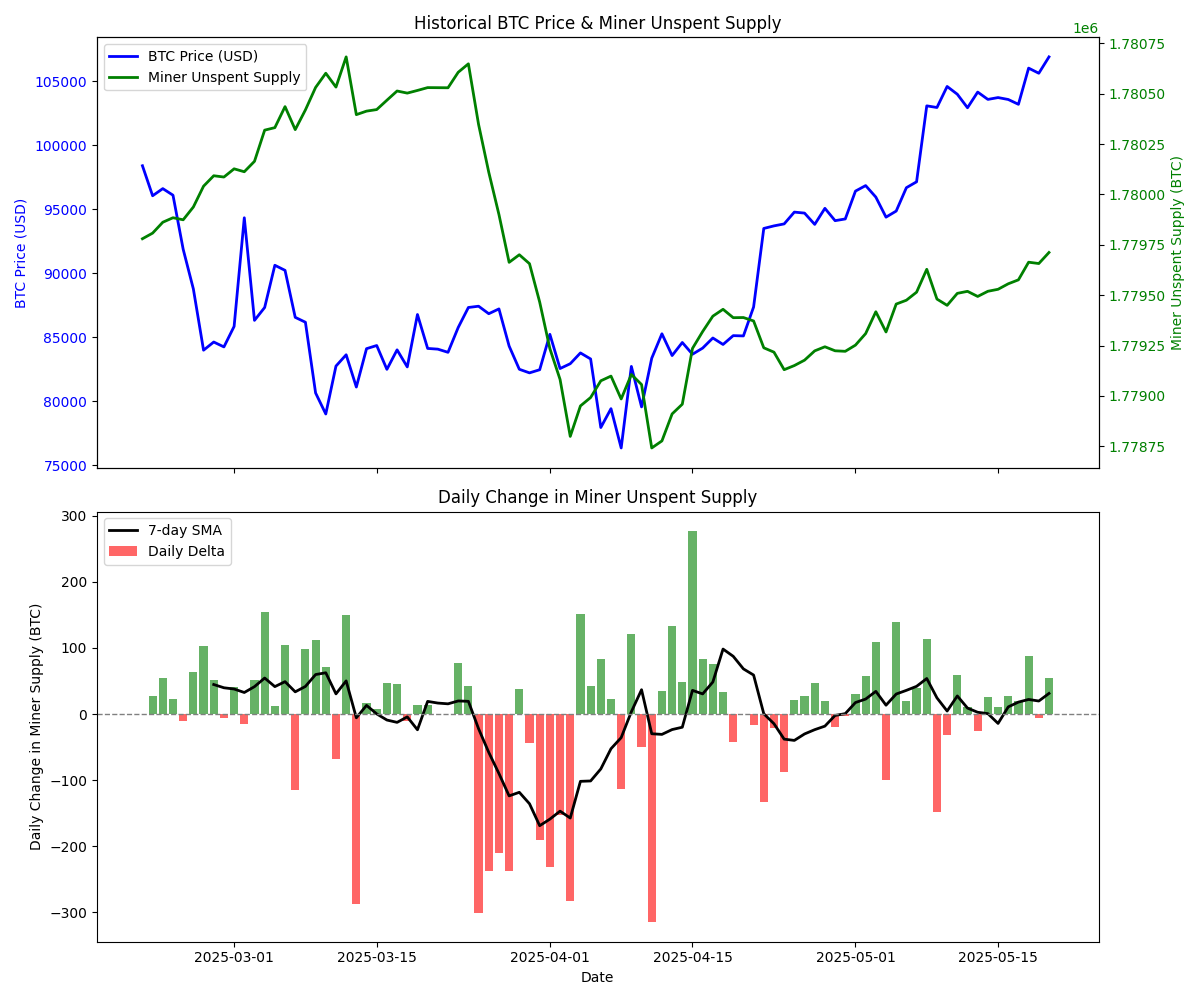 Historical BTC Price & Miner Unspent Supply
1e6
BTC Price (USD)
Miner Unspent Supply
105000
100000
95000
90000
85000
80000
75000
BTC Price (USD)
1.78075
1.78050
1.78025
1.78000
1.77975
1.77950
1.77925
1.77900
1.77875
Miner Unspent Supply (BTC)
Daily Change in Miner Unspent Supply
7-day SMA
Daily Delta
300
200
100
0
−100
−200
−300
Daily Change in Miner Supply (BTC)
2025-03-01
2025-03-15
2025-04-01
2025-04-15
2025-05-01
2025-05-15
Date